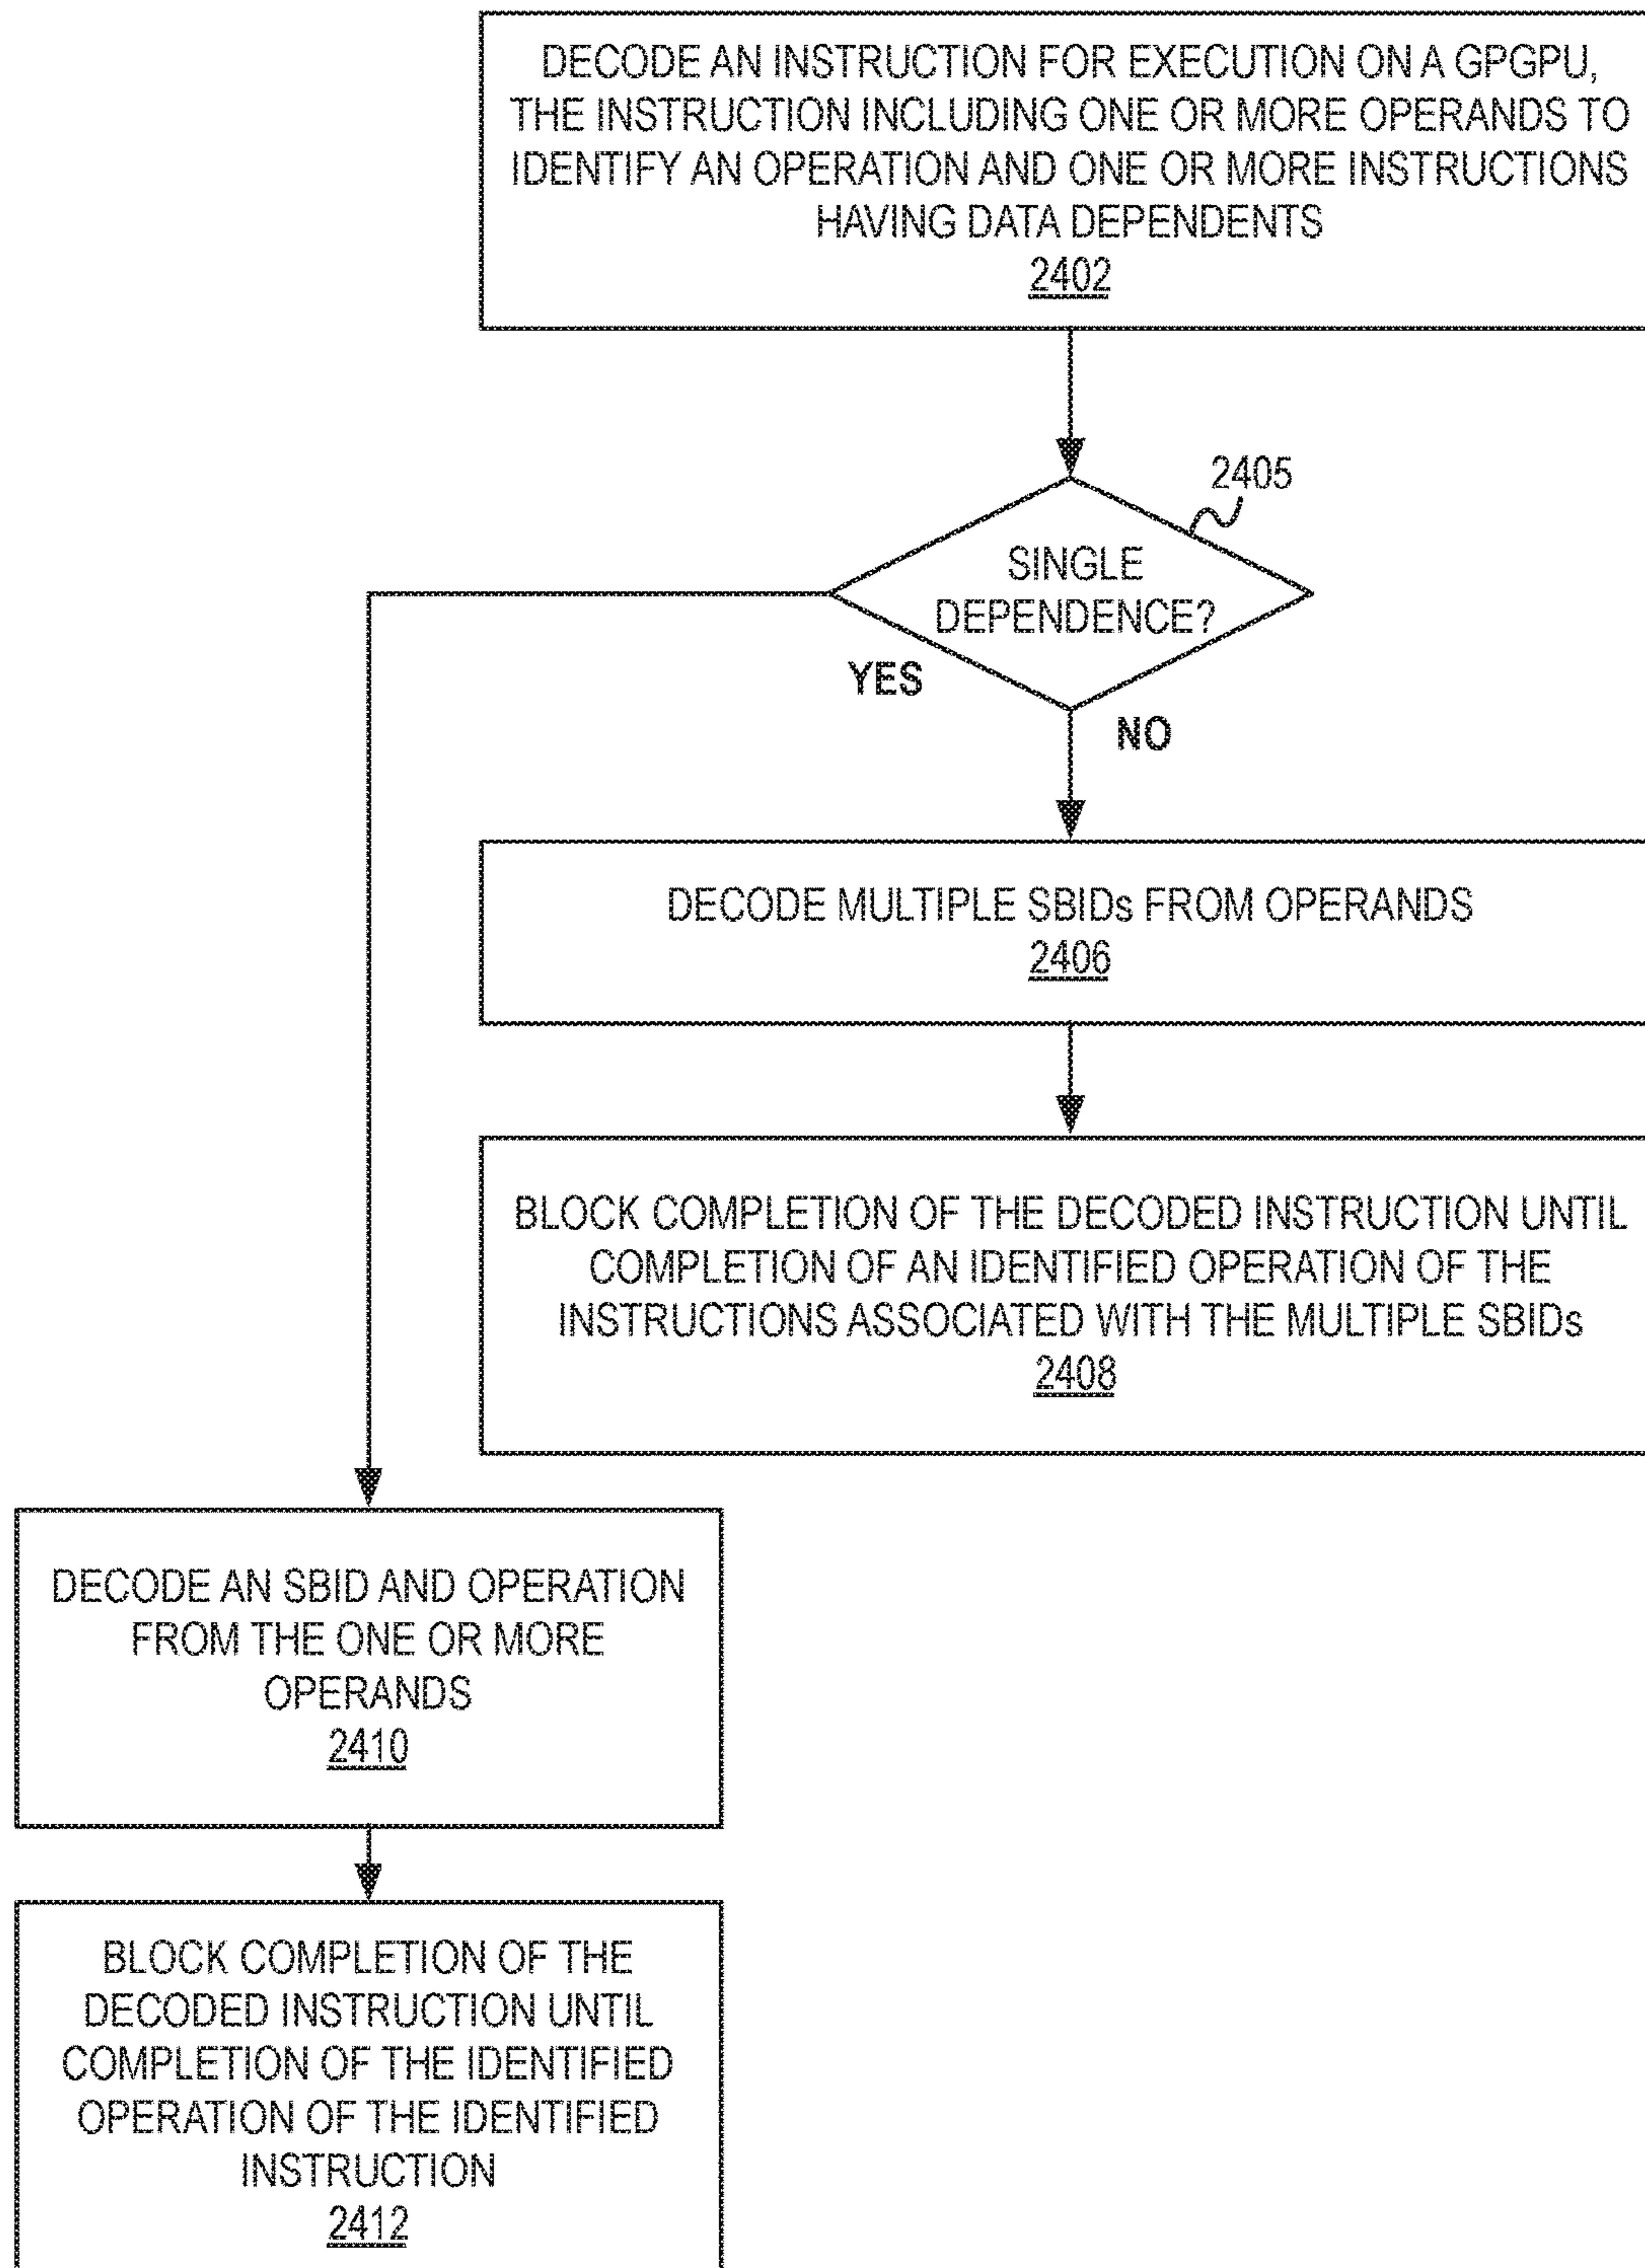 DECODE AN INSTRUCTION FOR EXECUTION ON A GPGPU,
THE INSTRUCTION INCLUDING ONE OR MORE OPERANDS TO
IDENTIFY AN OPERATION AND ONE OR MORE INSTRUCTIONS
HAVING DATA DEPENDENTS
2402
2405
SINGLE
DEPENDENCE?
YES
NO
DECODE MULTIPLE SBIDs FROM OPERANDS
2406
BLOCK COMPLETION OF THE DECODED INSTRUCTION UNTIL
COMPLETION OF AN IDENTIFIED OPERATION OF THE
INSTRUCTIONS ASSOCIATED WITH THE MULTIPLE SBIDs
2408
DECODE AN SBID AND OPERATION
FROM THE ONE OR MORE
OPERANDS
2410
BLOCK COMPLETION OF THE
DECODED INSTRUCTION UNTIL
COMPLETION OF THE IDENTIFIED
OPERATION OF THE IDENTIFIED
INSTRUCTION
2412